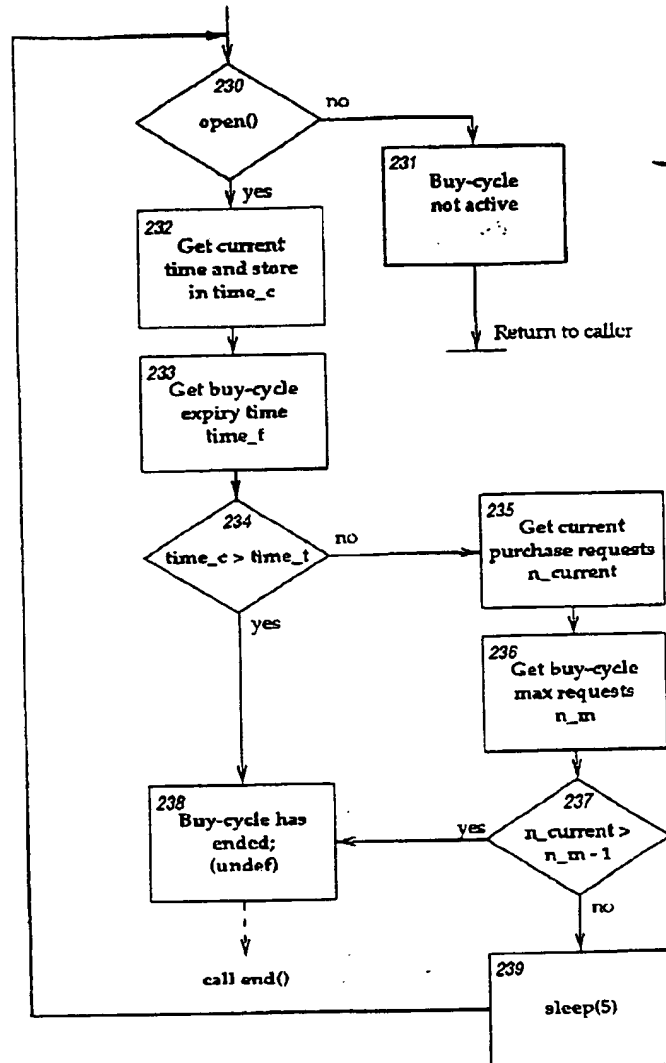 230
open()
no
yes
231
Buy-cycle
not active
Return to caller
232
Get current
time and store
in time_c
233
Get buy-cycle
expiry time
time_t
234
time_c > time_t
no
yes
235
Get current
purchase requests
n_current
236
Get buy-cycle
max requests
n_m
237
n_current >
n_m - 1
yes
no
238
Buy-cycle has
ended;
(undef)
call end()
239
sleep(5)